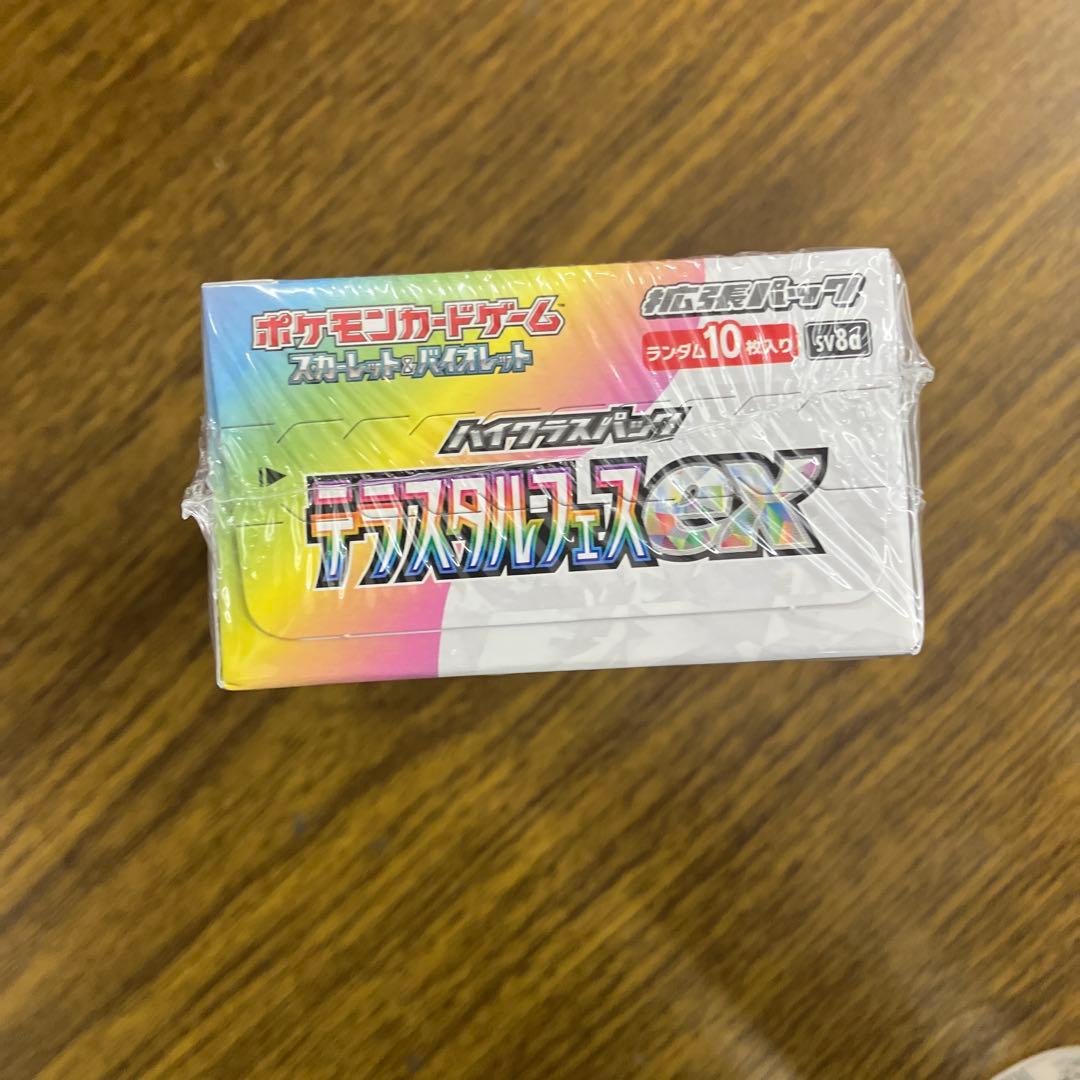 ポケモンカードゲーム™
スカーレット&バイオレット
拡張パック
ランダム10枚入り sv8a
ハイクラスパック
テラスタルフェスex